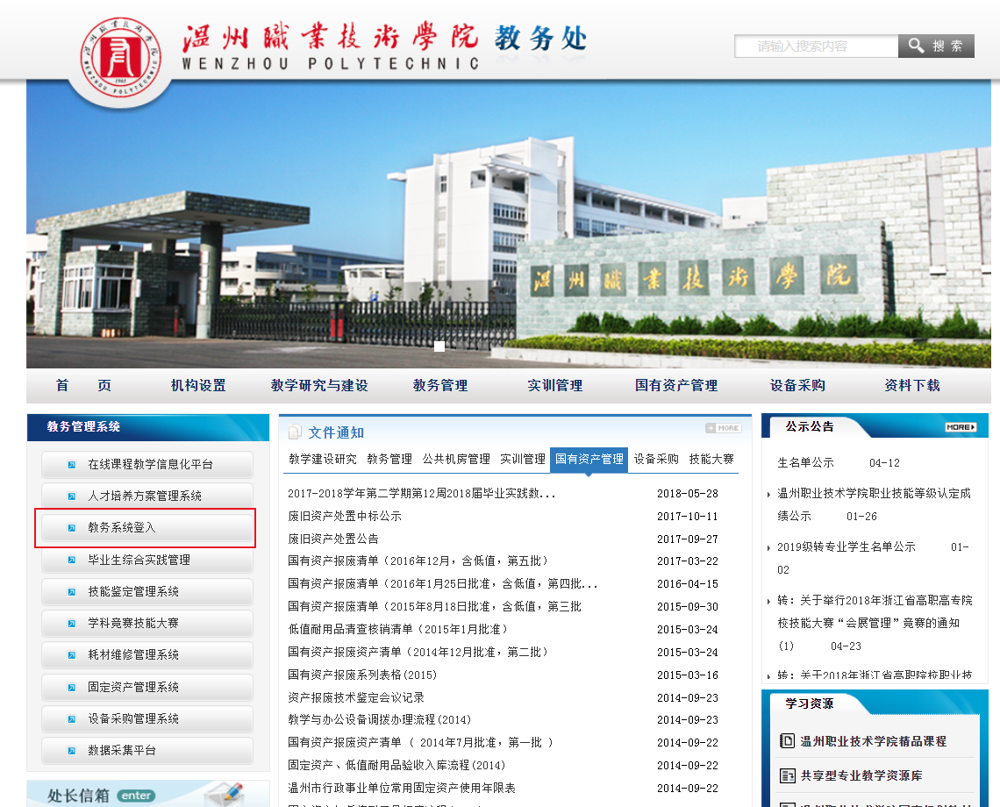 温州職業技術學院 教务处
WENZHOU POLYTECHNIC
请输入搜索内容
搜 索
温州職業技術學院
首 页 机构设置 教学研究与建设 教务管理 实训管理 国有资产管理 设备采购 资料下载
教务管理系统
在线课程教学信息化平台
人才培养方案管理系统
教务系统登入
毕业生综合实践管理
技能鉴定管理系统
学科竞赛技能大赛
耗材维修管理系统
固定资产管理系统
设备采购管理系统
数据采集平台
处长信箱 enter
文件通知
MORE
教学建设研究 教务管理 公共机房管理 实训管理 国有资产管理 设备采购 技能大赛
2017-2018学年第二学期第12周2018届毕业实践数... 2018-05-28
废旧资产处置中标公示 2017-10-11
废旧资产处置公告 2017-09-27
国有资产报废清单（2016年12月，含低值，第五批） 2017-03-22
国有资产报废清单（2016年1月25日批准，含低值，第四批... 2016-04-15
国有资产报废清单（2015年8月18日批准，含低值，第三批 2015-09-30
低值耐用品清查核销清单（2015年1月批准） 2015-03-24
国有资产报废资产清单（2014年12月批准，第二批） 2015-03-24
国有资产报废系列表格(2015) 2015-03-16
资产报废技术鉴定会议记录 2014-09-23
教学与办公设备调拨办理流程(2014) 2014-09-23
国有资产报废资产清单（ 2014年7月批准，第一批 ） 2014-09-22
固定资产、低值耐用品验收入库流程(2014) 2014-09-22
温州市行政事业单位常用固定资产使用年限表 2014-09-22
公示公告
MORE
生名单公示 04-12
温州职业技术学院职业技能等级认定成
绩公示 01-26
2019级转专业学生名单公示 01-
02
转：关于举行2018年浙江省高职高专院
校技能大赛“会展管理”竞赛的通知
(1) 04-23
转：关于2018年浙江省高职院校职业技
学习资源
温州职业技术学院精品课程
共享型专业教学资源库